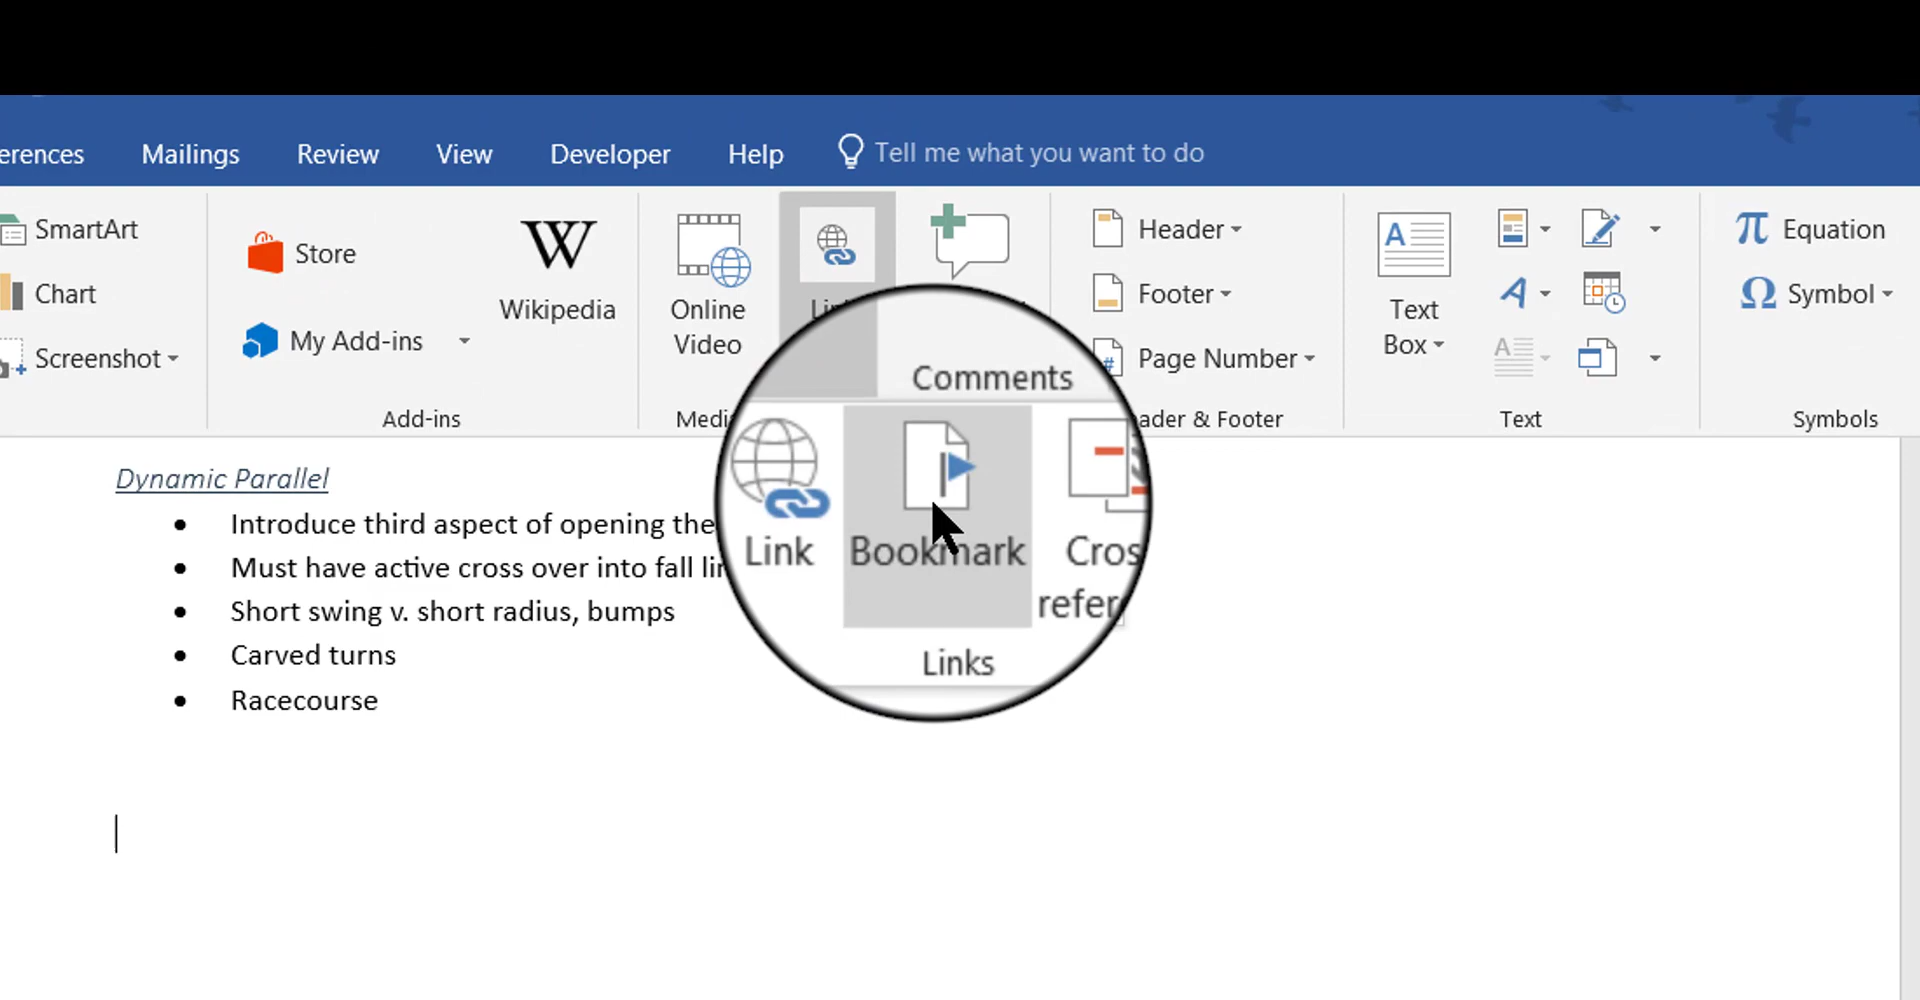 erences Mailings Review View Developer Help Tell me what you want to do
SmartArt
Chart
Screenshot
Store
My Add-ins
W
Wikipedia
Add-ins
Online
Video
Medi
Comments
Link
Bookmark
Cros
refer
Links
Header
Footer
# Page Number
ader & Footer
A
Text
Box
A
A
Text
π Equation
Ω Symbol
Symbols
Dynamic Parallel
• Introduce third aspect of opening the
• Must have active cross over into fall lin
• Short swing v. short radius, bumps
• Carved turns
• Racecourse